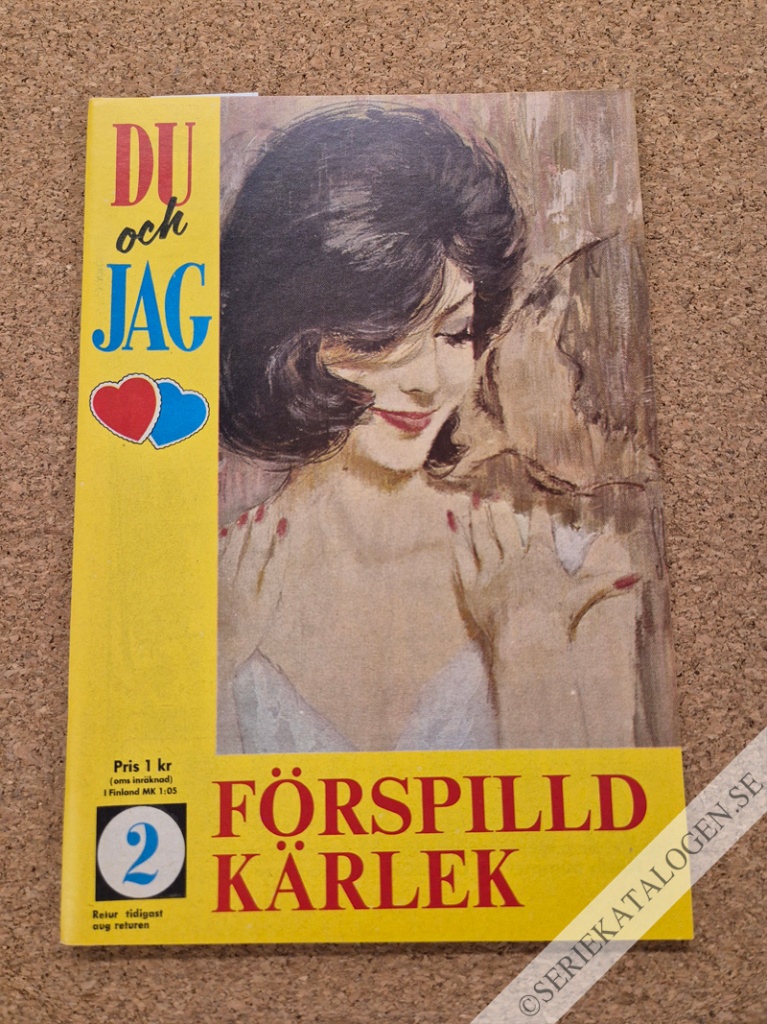 DU
och
JAG
Pris 1 kr
(oms inräknad)
I Finland MK 1:05
2
Retur tidigast
aug returen
FÖRSPILLD
KÄRLEK
©SERIEKATALOGEN.SE